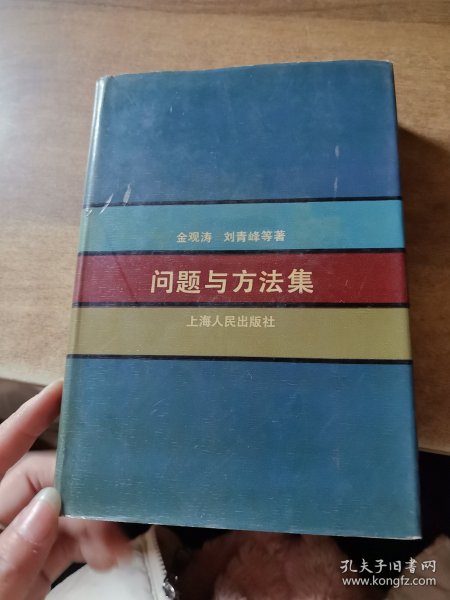 金观涛 刘青峰等著
问题与方法集
上海人民出版社
孔夫子旧书网
www.kongfz.com